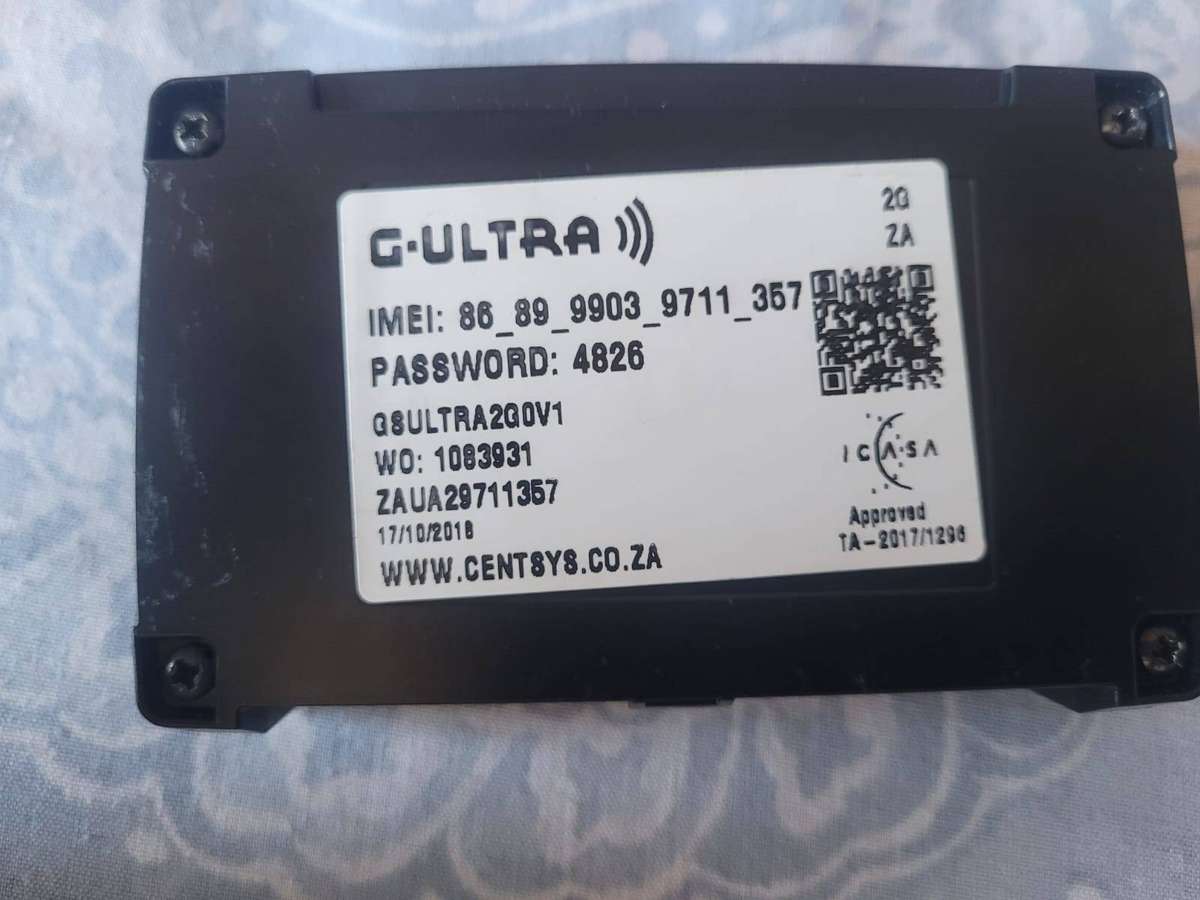 G·ULTRA
2G
ZA
IMEI: 86_89_9903_9711_357
PASSWORD: 4826
G8ULTRA2G0V1
WO: 1083931
ZAUA29711357
17/10/2018
WWW.CENTSYS.CO.ZA
ICASA
Approved
TA-2017/1296